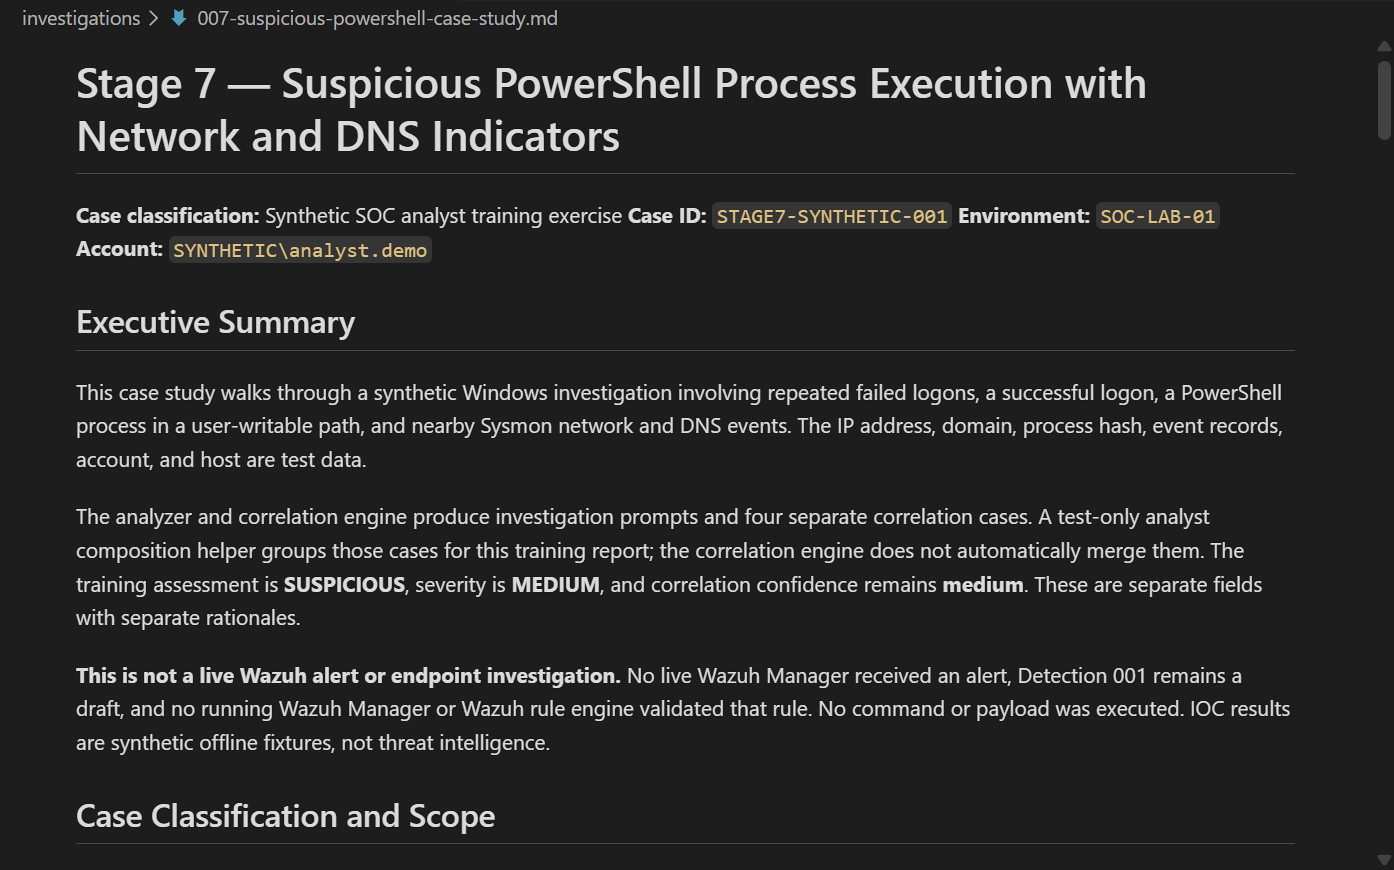 investigations > 007-suspicious-powershell-case-study.md
Stage 7 — Suspicious PowerShell Process Execution with
Network and DNS Indicators
Case classification: Synthetic SOC analyst training exercise Case ID: STAGE7-SYNTHETIC-001 Environment: SOC-LAB-01
Account: SYNTHETIC\analyst.demo
Executive Summary
This case study walks through a synthetic Windows investigation involving repeated failed logons, a successful logon, a PowerShell
process in a user-writable path, and nearby Sysmon network and DNS events. The IP address, domain, process hash, event records,
account, and host are test data.
The analyzer and correlation engine produce investigation prompts and four separate correlation cases. A test-only analyst
composition helper groups those cases for this training report; the correlation engine does not automatically merge them. The
training assessment is SUSPICIOUS, severity is MEDIUM, and correlation confidence remains medium. These are separate fields
with separate rationales.
This is not a live Wazuh alert or endpoint investigation. No live Wazuh Manager received an alert, Detection 001 remains a
draft, and no running Wazuh Manager or Wazuh rule engine validated that rule. No command or payload was executed. IOC results
are synthetic offline fixtures, not threat intelligence.
Case Classification and Scope